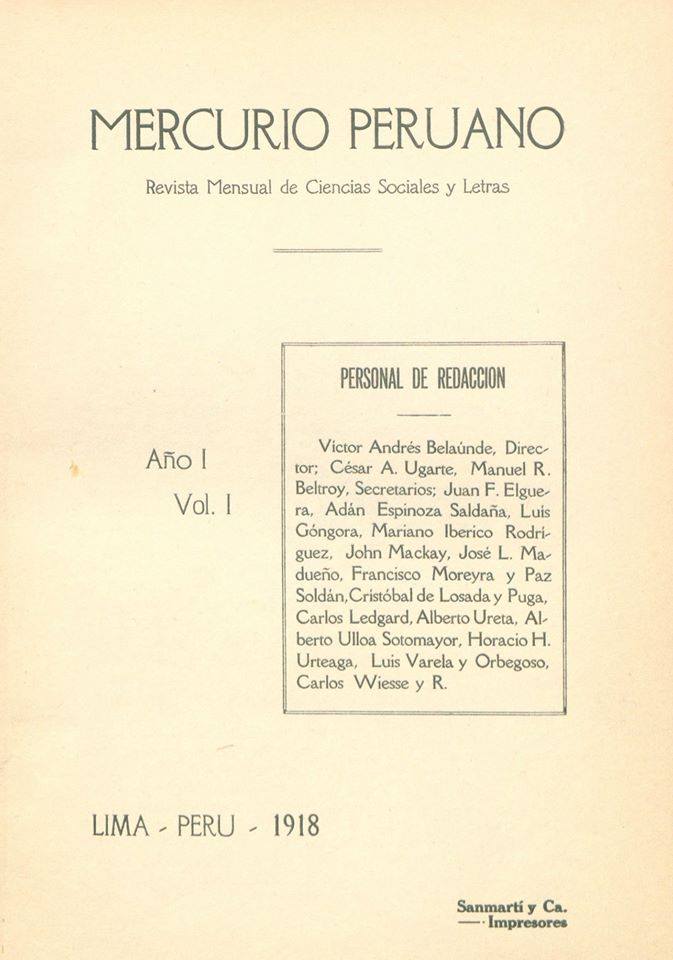 MERCURIO PERUANO
Revista Mensual de Ciencias Sociales y Letras
Año I
Vol. I
PERSONAL DE REDACCION
Víctor Andrés Belaúnde, Direc-
tor; César A. Ugarte, Manuel R.
Beltroy, Secretarios; Juan F. Elgue-
ra, Adán Espinoza Saldaña, Luís
Góngora, Mariano Iberico Rodrí-
guez, John Mackay, José L. Ma-
dueño, Francisco Moreyra y Paz
Soldán, Cristóbal de Losada y Puga,
Carlos Ledgard, Alberto Ureta, Al-
berto Ulloa Sotomayor, Horacio H.
Urteaga, Luis Varela y Orbegoso,
Carlos Wiesse y R.
LIMA - PERU - 1918
Sanmartí y Ca.
Impresores